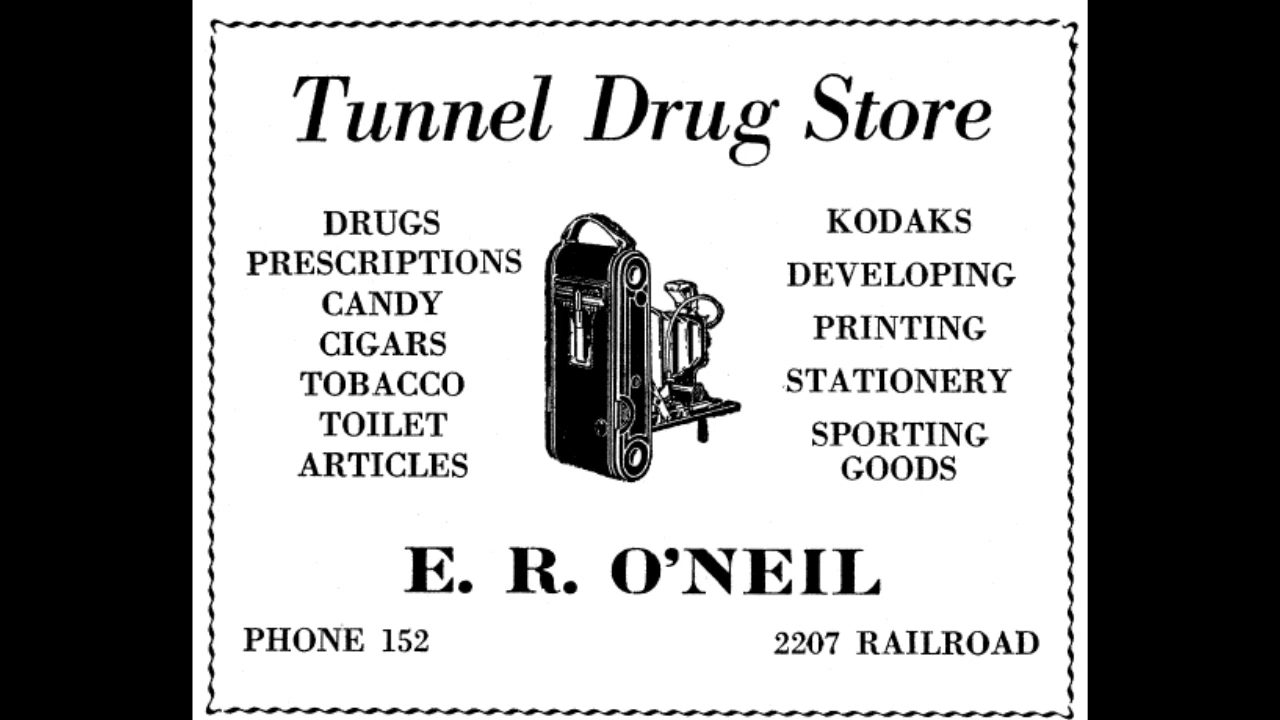 Tunnel Drug Store
DRUGS
PRESCRIPTIONS
CANDY
CIGARS
TOBACCO
TOILET
ARTICLES
KODAKS
DEVELOPING
PRINTING
STATIONERY
SPORTING
GOODS
E. R. O'NEIL
PHONE 152
2207 RAILROAD